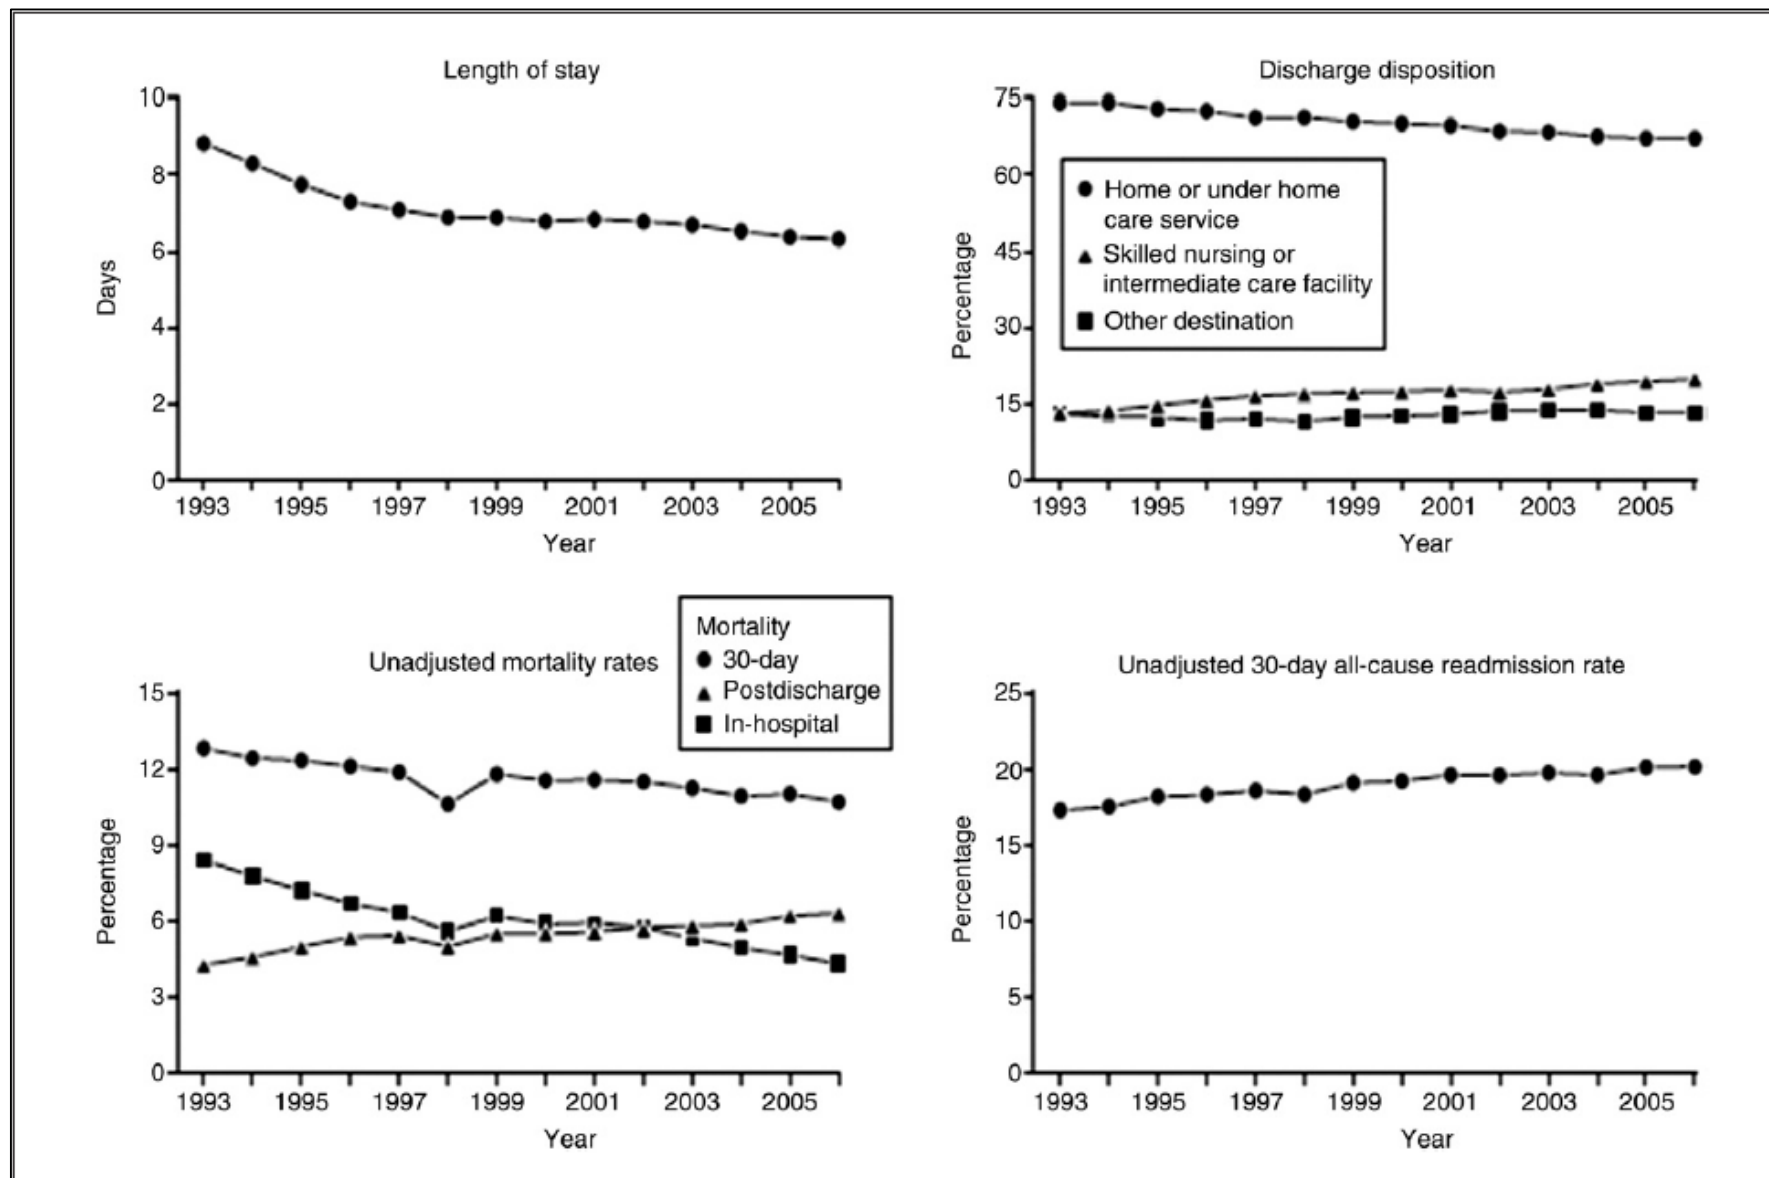 Length of stay
10
8
6
4
2
0
Days
1993 1995 1997 1999 2001 2003 2005
Year
Discharge disposition
75
60
45
30
15
0
Percentage
Home or under home
care service
Skilled nursing or
intermediate care facility
Other destination
1993 1995 1997 1999 2001 2003 2005
Year
Unadjusted mortality rates
Mortality
30-day
Postdischarge
In-hospital
15
12
9
6
3
0
Percentage
1993 1995 1997 1999 2001 2003 2005
Year
Unadjusted 30-day all-cause readmission rate
25
20
15
10
5
0
Percentage
1993 1995 1997 1999 2001 2003 2005
Year